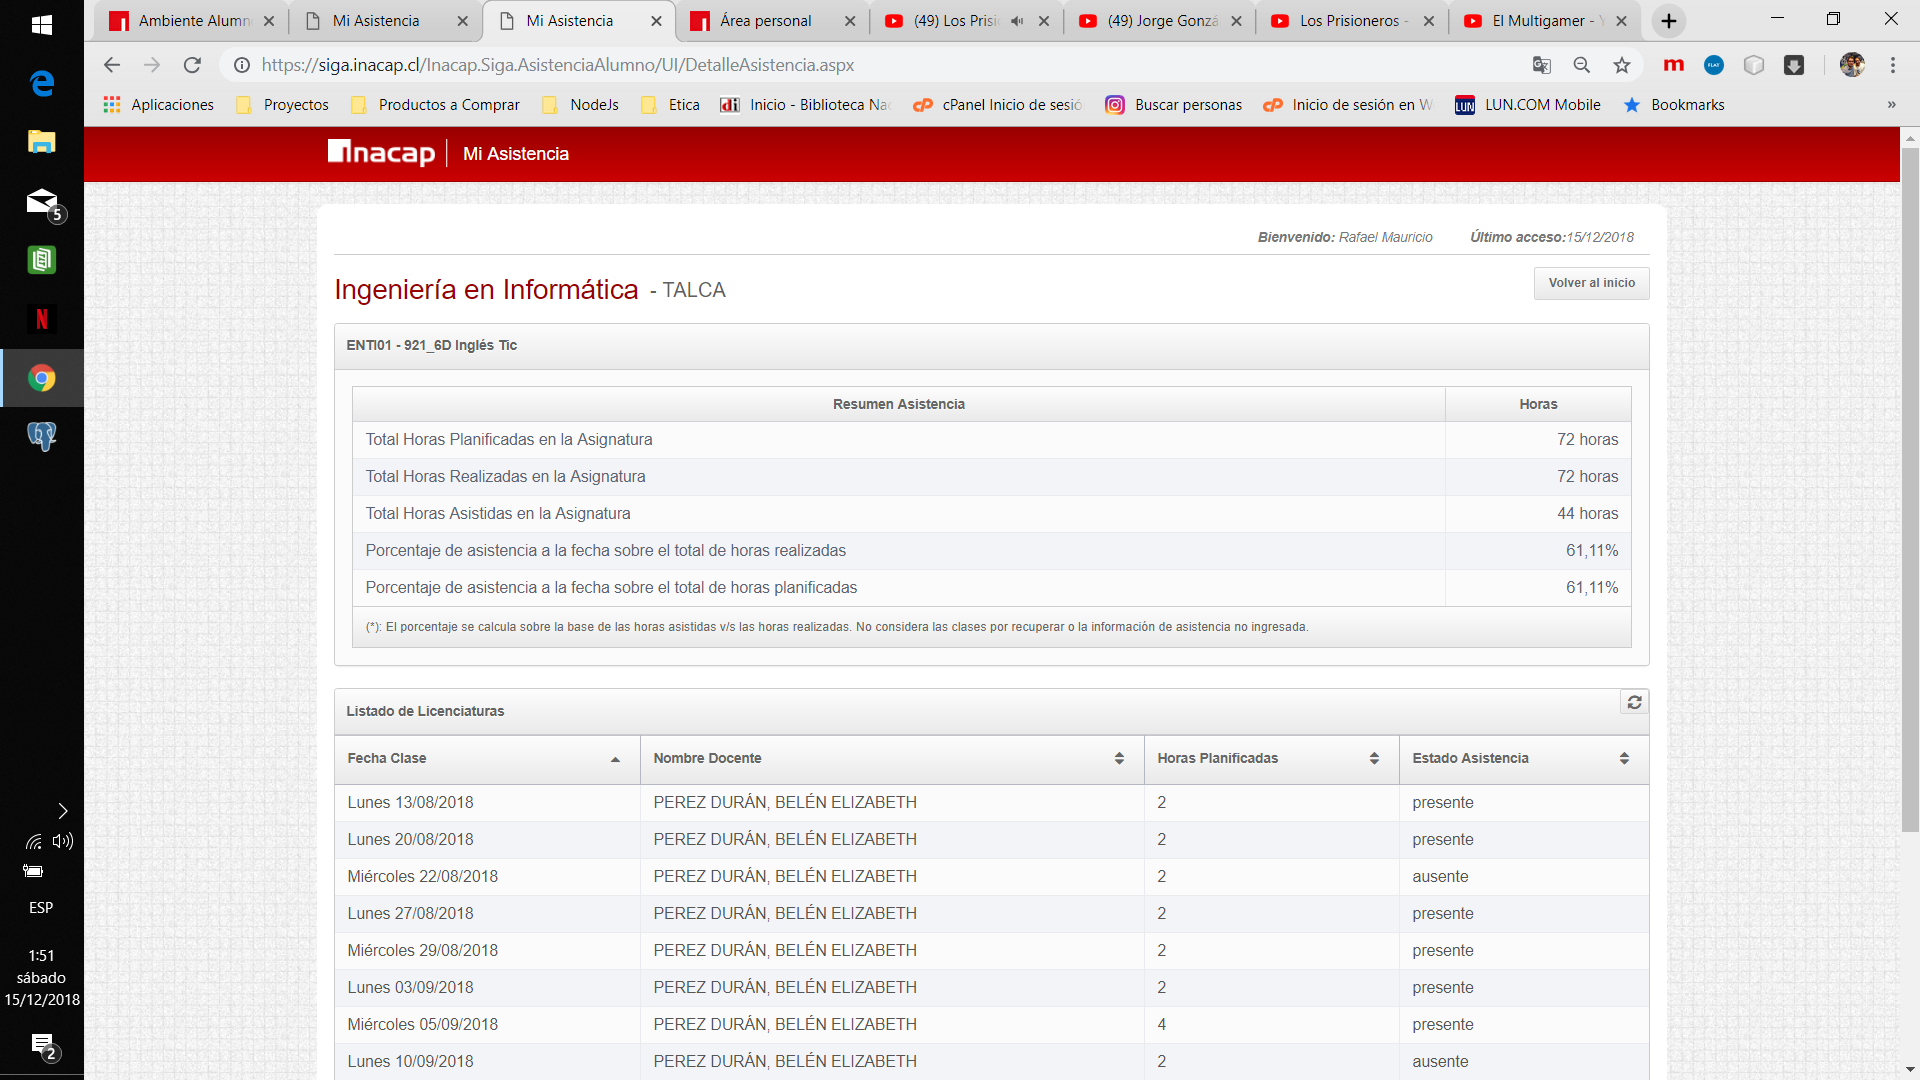 Ambiente Alumn
Mi Asistencia
Mi Asistencia
Área personal
(49) Los Prisi
(49) Jorge Gonzá
Los Prisioneros -
El Multigamer - Y
https://siga.inacap.cl/Inacap.Siga.AsistenciaAlumno/UI/DetalleAsistencia.aspx
Aplicaciones
Proyectos
Productos a Comprar
NodeJs
Etica
Inicio - Biblioteca Nac
cPanel Inicio de sesió
Buscar personas
Inicio de sesión en W
LUN.COM Mobile
Bookmarks
»
Inacap
Mi Asistencia
Bienvenido: Rafael Mauricio
Último acceso:15/12/2018
Ingeniería en Informática - TALCA
Volver al inicio
ENTI01 - 921_6D Inglés Tic
Resumen Asistencia Horas
Total Horas Planificadas en la Asignatura 72 horas
Total Horas Realizadas en la Asignatura 72 horas
Total Horas Asistidas en la Asignatura 44 horas
Porcentaje de asistencia a la fecha sobre el total de horas realizadas 61,11%
Porcentaje de asistencia a la fecha sobre el total de horas planificadas 61,11%
(*): El porcentaje se calcula sobre la base de las horas asistidas v/s las horas realizadas. No considera las clases por recuperar o la información de asistencia no ingresada.
Listado de Licenciaturas
Fecha Clase Nombre Docente Horas Planificadas Estado Asistencia
Lunes 13/08/2018 PEREZ DURÁN, BELÉN ELIZABETH 2 presente
Lunes 20/08/2018 PEREZ DURÁN, BELÉN ELIZABETH 2 presente
Miércoles 22/08/2018 PEREZ DURÁN, BELÉN ELIZABETH 2 ausente
Lunes 27/08/2018 PEREZ DURÁN, BELÉN ELIZABETH 2 presente
Miércoles 29/08/2018 PEREZ DURÁN, BELÉN ELIZABETH 2 presente
Lunes 03/09/2018 PEREZ DURÁN, BELÉN ELIZABETH 2 presente
Miércoles 05/09/2018 PEREZ DURÁN, BELÉN ELIZABETH 4 presente
Lunes 10/09/2018 PEREZ DURÁN, BELÉN ELIZABETH 2 ausente
5
ESP
1:51
sábado
15/12/2018
2